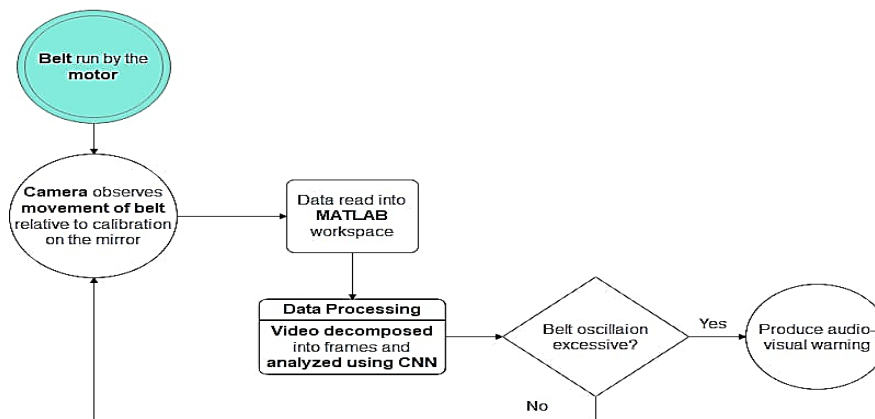 Belt run by the
motor
Camera observes
movement of belt
relative to calibration
on the mirror
Data read into
MATLAB
workspace
Data Processing
Video decomposed
into frames and
analyzed using CNN
Belt oscillaion
excessive?
Yes
Produce audio-
visual warning
No